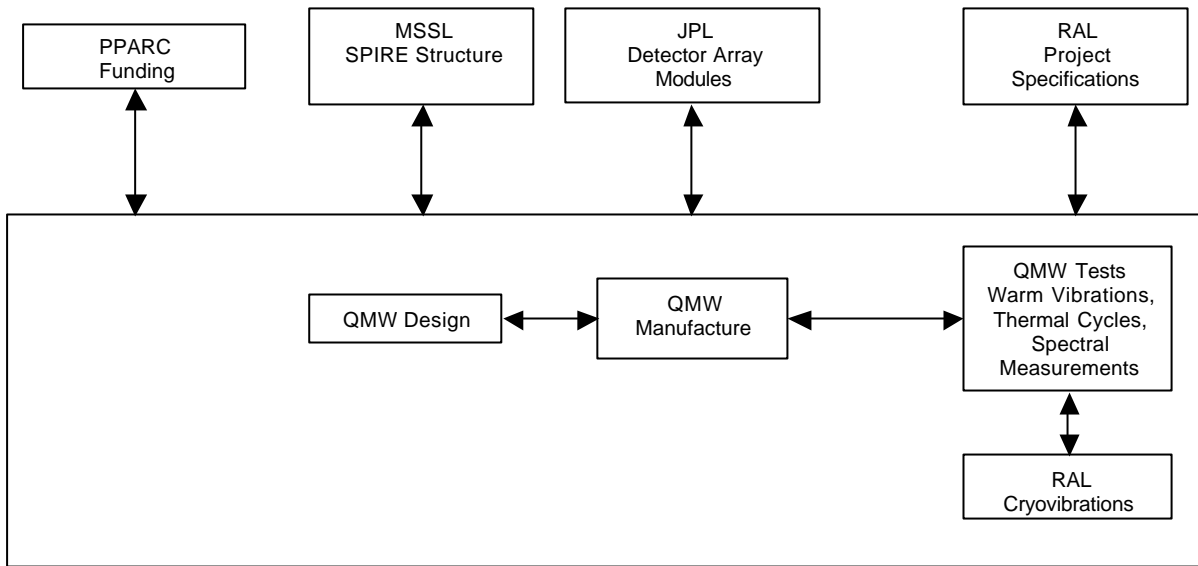 PPARC
Funding
MSSL
SPIRE Structure
JPL
Detector Array
Modules
RAL
Project
Specifications
QMW Design
QMW
Manufacture
QMW Tests
Warm Vibrations,
Thermal Cycles,
Spectral
Measurements
RAL
Cryovibrations